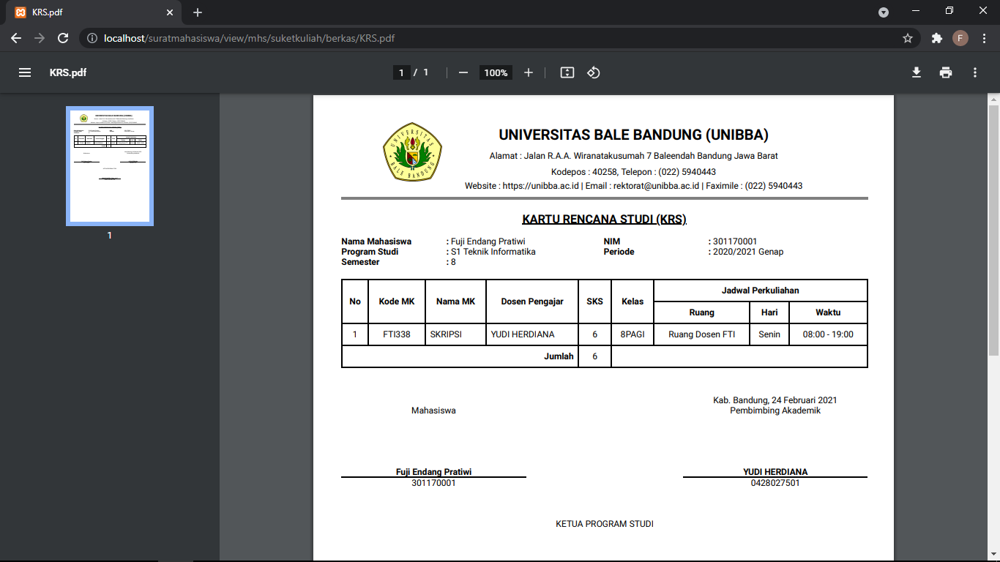 KRS.pdf
localhost/suratmahasiswa/view/mhs/suketkuliah/berkas/KRS.pdf
F
KRS.pdf
1 / 1
100%
1
UNIVERSITAS BALE BANDUNG
UNIVERSITAS BALE BANDUNG (UNIBBA)
Alamat : Jalan R.A.A. Wiranatakusumah 7 Baleendah Bandung Jawa Barat
Kodepos : 40258, Telepon : (022) 5940443
Website : https://unibba.ac.id | Email : rektorat@unibba.ac.id | Faximile : (022) 5940443
KARTU RENCANA STUDI (KRS)
Nama Mahasiswa : Fuji Endang Pratiwi NIM : 301170001
Program Studi : S1 Teknik Informatika Periode : 2020/2021 Genap
Semester : 8
No Kode MK Nama MK Dosen Pengajar SKS Kelas Jadwal Perkuliahan
Ruang Hari Waktu
1 FTI338 SKRIPSI YUDI HERDIANA 6 8PAGI Ruang Dosen FTI Senin 08:00 - 19:00
Jumlah 6
Kab. Bandung, 24 Februari 2021
Mahasiswa Pembimbing Akademik
Fuji Endang Pratiwi YUDI HERDIANA
301170001 0428027501
KETUA PROGRAM STUDI